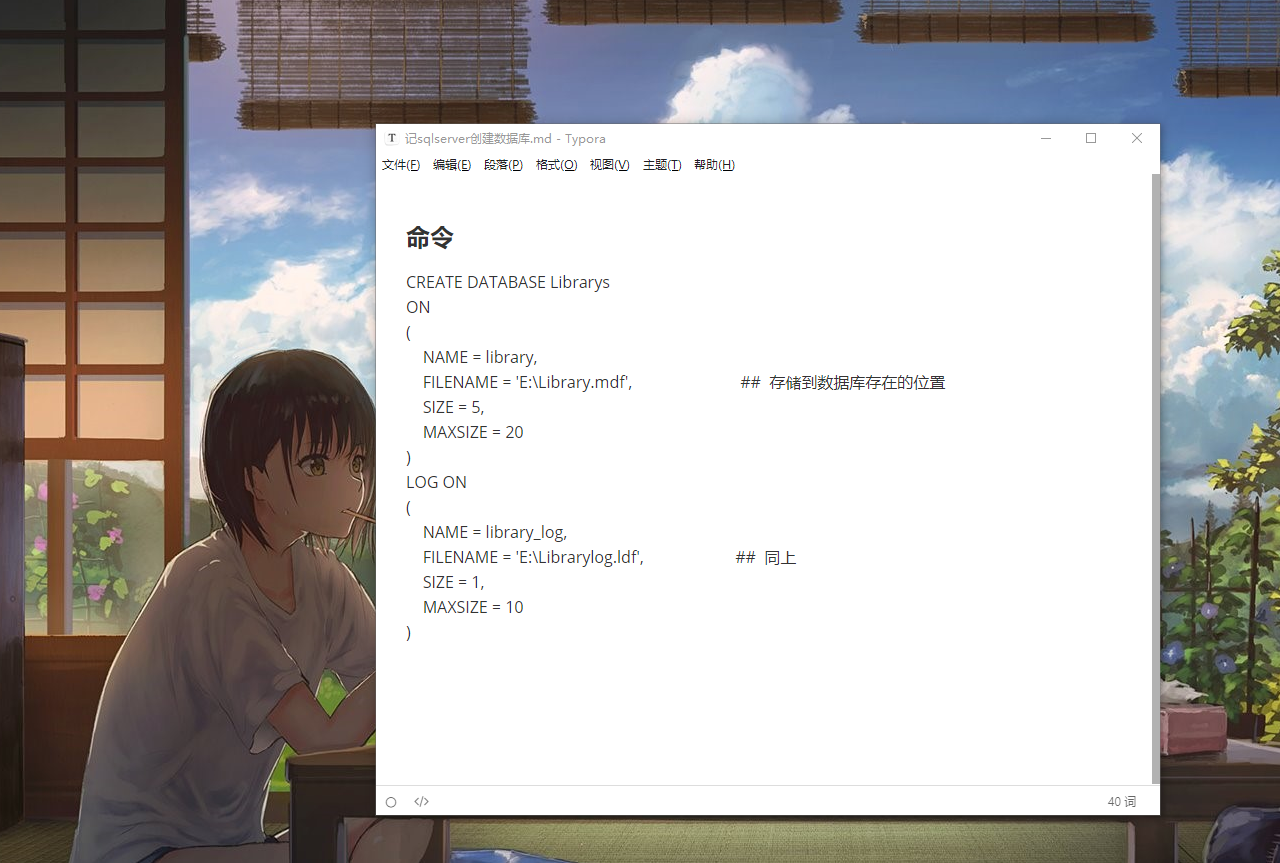 T 记sqlserver创建数据库.md - Typora
文件(F) 编辑(E) 段落(P) 格式(O) 视图(V) 主题(T) 帮助(H)
命令
CREATE DATABASE Librarys
ON
(
NAME = library,
FILENAME = 'E:\Library.mdf', ## 存储到数据库存在的位置
SIZE = 5,
MAXSIZE = 20
)
LOG ON
(
NAME = library_log,
FILENAME = 'E:\Librarylog.ldf', ## 同上
SIZE = 1,
MAXSIZE = 10
)
</> 40 词